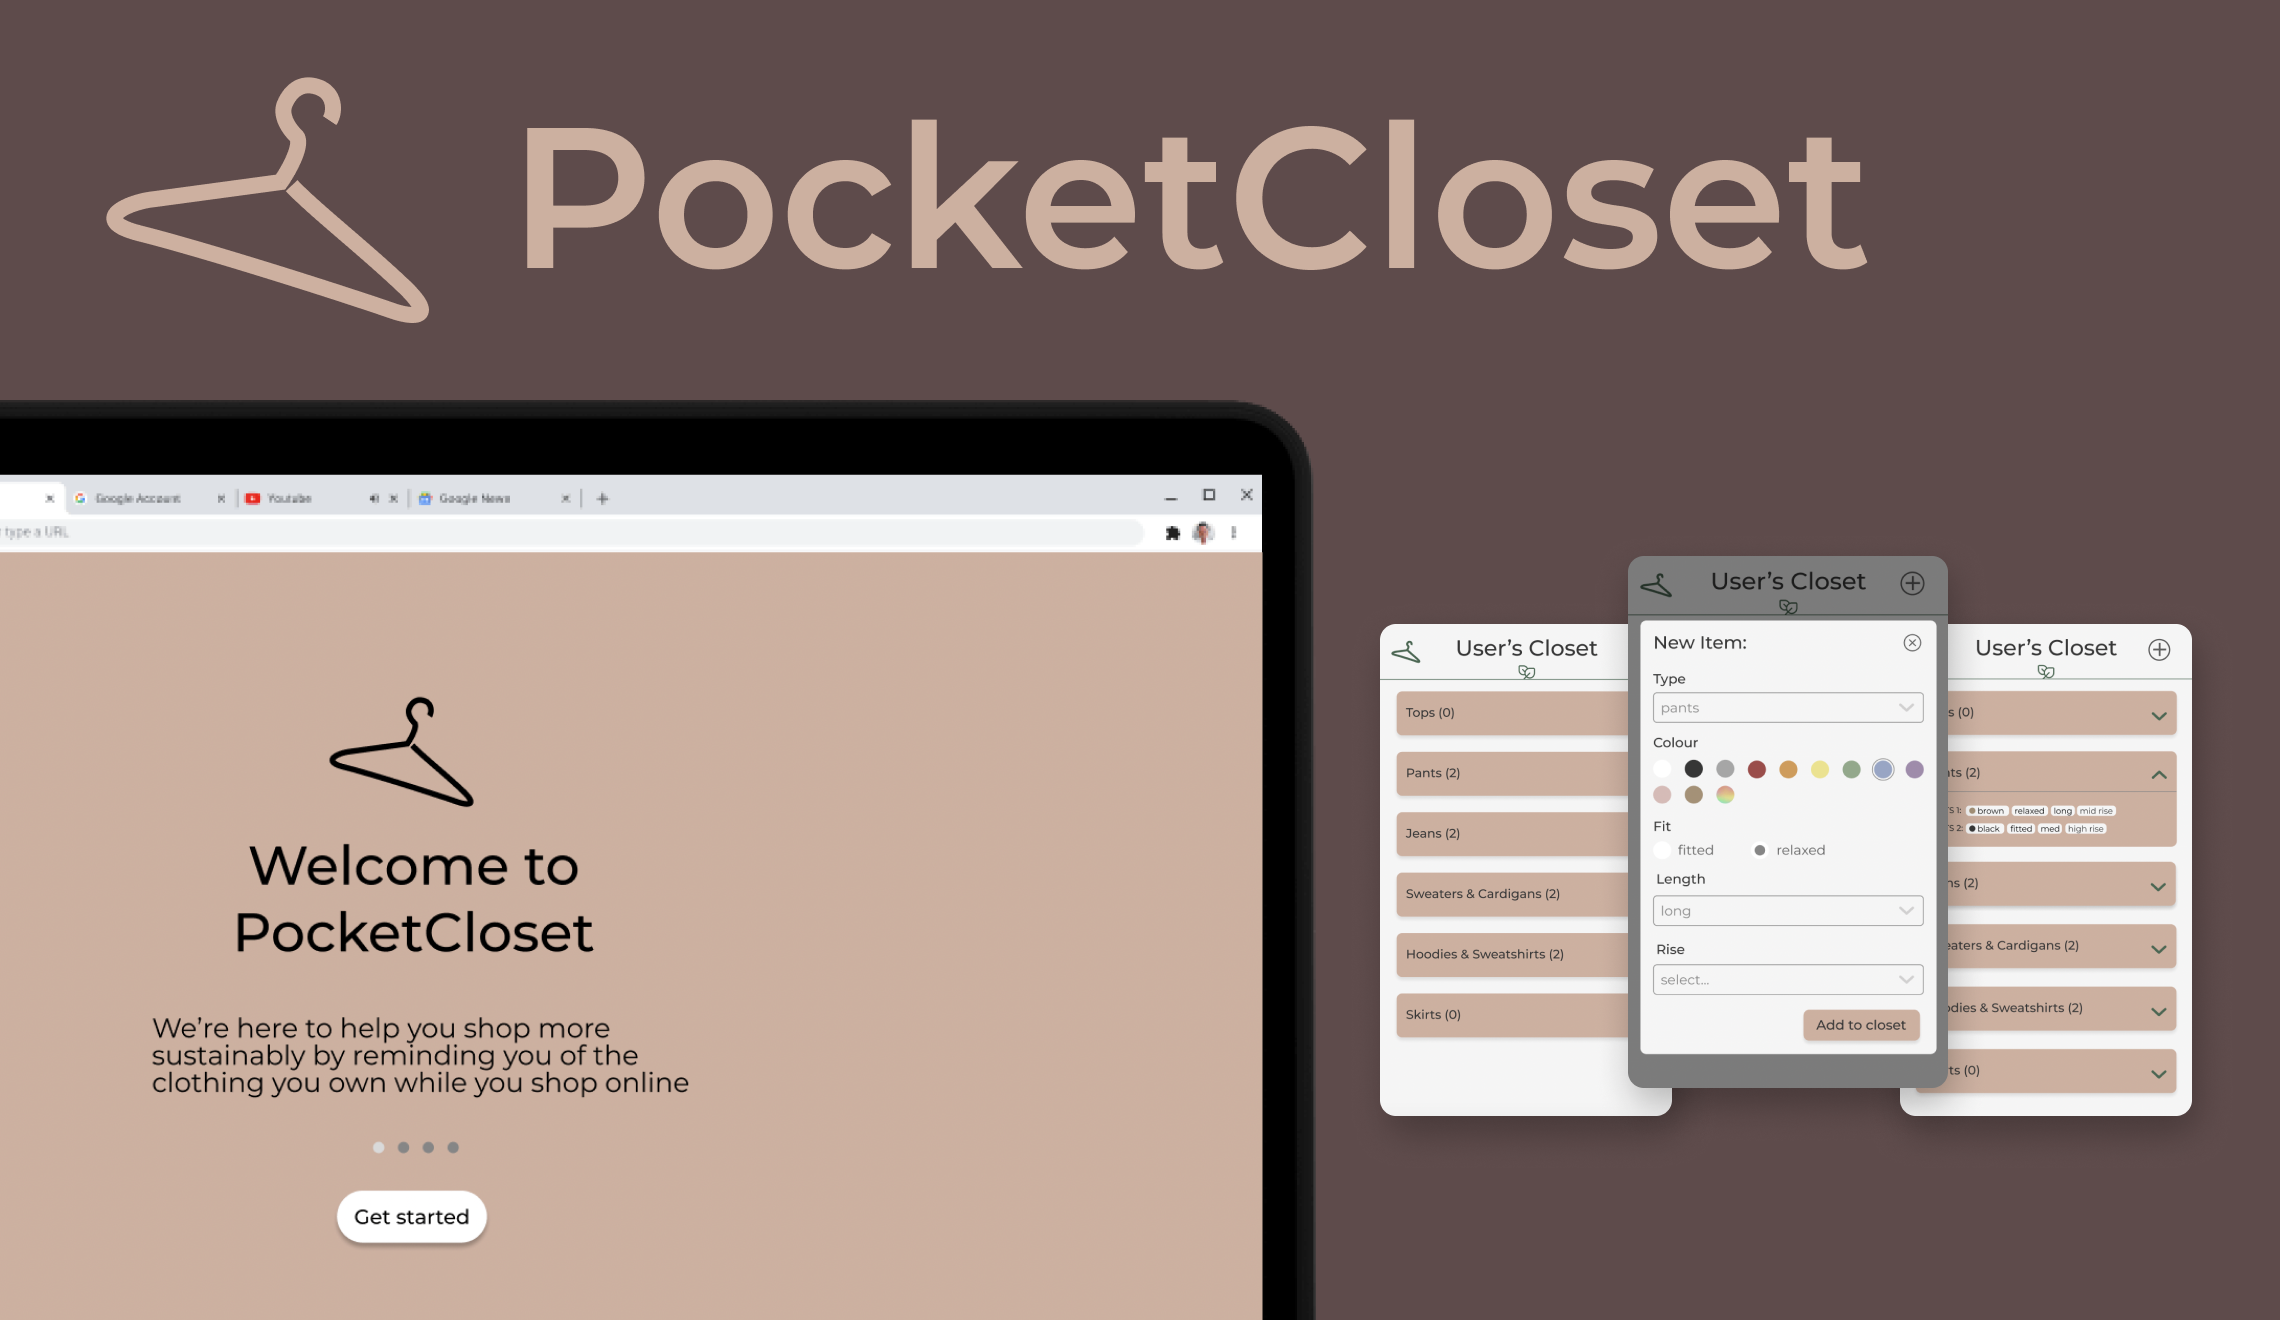 PocketCloset
Google Account
Youtube
Google News
type a URL
Welcome to
PocketCloset
We're here to help you shop more
sustainably by reminding you of the
clothing you own while you shop online
Get started
User's Closet
Tops (0)
Pants (2)
Jeans (2)
Sweaters & Cardigans (2)
Hoodies & Sweatshirts (2)
Skirts (0)
User's Closet
New Item:
Type
pants
Colour
Fit
fitted relaxed
Length
long
Rise
select...
Add to closet
User's Closet
s (0)
ts (2)
1: brown relaxed long mid rise
2: black fitted med high rise
ns (2)
aters & Cardigans (2)
dies & Sweatshirts (2)
ts (0)